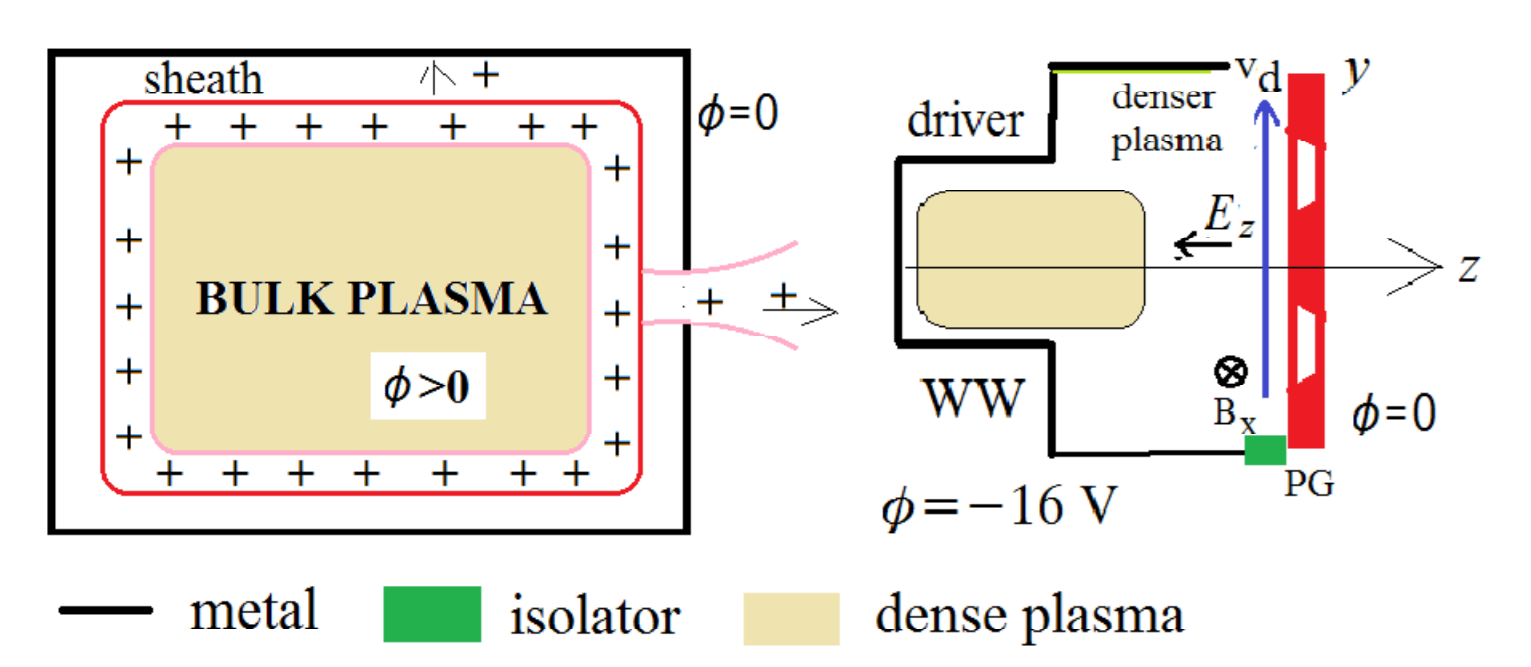 sheath
+
+ + + + + + +
ϕ=0
+ +
+ +
+ + + +
+ +
+ +
+ + + + + + +
BULK PLASMA
ϕ>0
driver
denser
plasma
v_d
y
E_z
z
WW
B_x
ϕ=0
PG
ϕ=−16 V
metal
isolator
dense plasma